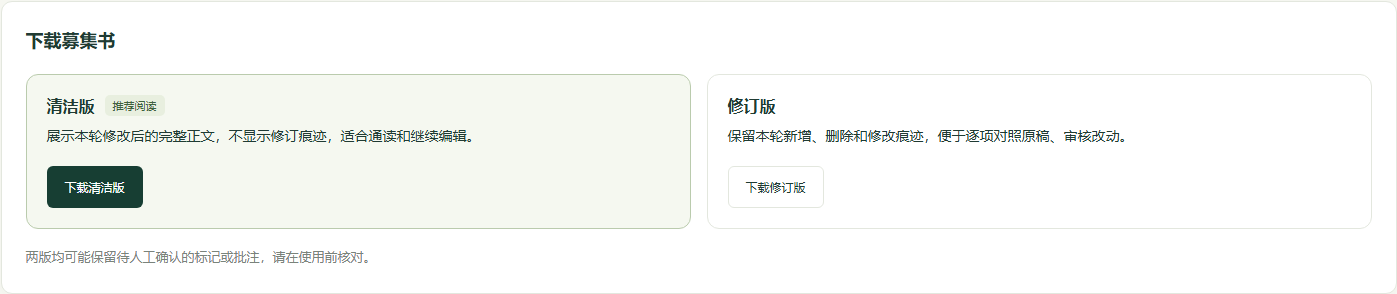 下载募集书
清洁版 推荐阅读
展示本轮修改后的完整正文，不显示修订痕迹，适合通读和继续编辑。
下载清洁版
修订版
保留本轮新增、删除和修改痕迹，便于逐项对照原稿、审核改动。
下载修订版
两版均可能保留待人工确认的标记或批注，请在使用前核对。